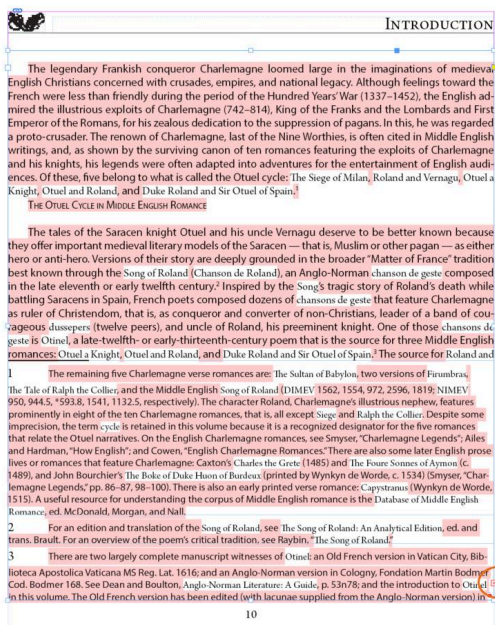 INTRODUCTION
The legendary Frankish conqueror Charlemagne loomed large in the imaginations of medieval
English Christians concerned with crusades, empires, and national legacy. Although feelings toward the
French were less than friendly during the period of the Hundred Years' War (1337–1452), the English ad-
mired the illustrious exploits of Charlemagne (742–814), King of the Franks and the Lombards and First
Emperor of the Romans, for his zealous dedication to the suppression of pagans. In this, he was regarded
a proto-crusader. The renown of Charlemagne, last of the Nine Worthies, is often cited in Middle English
writings, and, as shown by the surviving canon of ten romances featuring the exploits of Charlemagne
and his knights, his legends were often adapted into adventures for the entertainment of English audi-
ences. Of these, five belong to what is called the Otuel cycle: The Siege of Milan, Roland and Vernagu, Otuel a
Knight, Otuel and Roland, and Duke Roland and Sir Otuel of Spain.¹
THE OTUEL CYCLE IN MIDDLE ENGLISH ROMANCE
The tales of the Saracen knight Otuel and his uncle Vernagu deserve to be better known because
they offer important medieval literary models of the Saracen — that is, Muslim or other pagan — as either
hero or anti-hero. Versions of their story are deeply grounded in the broader "Matter of France" tradition
best known through the Song of Roland (Chanson de Roland), an Anglo-Norman chanson de geste composed
in the late eleventh or early twelfth century.² Inspired by the Song's tragic story of Roland's death while
battling Saracens in Spain, French poets composed dozens of chansons de geste that feature Charlemagne
as ruler of Christendom, that is, as conqueror and converter of non-Christians, leader of a band of cou-
rageous dussepers (twelve peers), and uncle of Roland, his preeminent knight. One of those chansons de
geste is Otinel, a late-twelfth- or early-thirteenth-century poem that is the source for three Middle English
romances: Otuel a Knight, Otuel and Roland, and Duke Roland and Sir Otuel of Spain.³ The source for Roland and
1 The remaining five Charlemagne verse romances are: The Sultan of Babylon, two versions of Firumbras,
The Tale of Ralph the Collier, and the Middle English Song of Roland (DIMEV 1562, 1554, 972, 2596, 1819; NIMEV
950, 944.5, *593.8, 1541, 1132.5, respectively). The character Roland, Charlemagne's illustrious nephew, features
prominently in eight of the ten Charlemagne romances, that is, all except Siege and Ralph the Collier. Despite some
imprecision, the term cycle is retained in this volume because it is a recognized designator for the five romances
that relate the Otuel narratives. On the English Charlemagne romances, see Smyser, "Charlemagne Legends"; Ailes
and Hardman, "How English"; and Cowen, "English Charlemagne Romances." There are also some later English prose
lives or romances that feature Charlemagne: Caxton's Charles the Grete (1485) and The Foure Sonnes of Aymon (c.
1489), and John Bourchier's The Boke of Duke Huon of Burdeux (printed by Wynkyn de Worde, c. 1534) (Smyser, "Char-
lemagne Legends," pp. 86–87, 98–100). There is also an early printed verse romance: Capystranus (Wynkyn de Worde,
1515). A useful resource for understanding the corpus of Middle English romance is the Database of Middle English
Romance, ed. McDonald, Morgan, and Nall.
2 For an edition and translation of the Song of Roland, see The Song of Roland: An Analytical Edition, ed. and
trans. Brault. For an overview of the poem's critical tradition, see Raybin. "The Song of Roland."
3 There are two largely complete manuscript witnesses of Otinel: an Old French version in Vatican City, Bib-
lioteca Apostolica Vaticana MS Reg. Lat. 1616; and an Anglo-Norman version in Cologny, Fondation Martin Bodmer
Cod. Bodmer 168. See Dean and Boulton, Anglo-Norman Literature: A Guide, p. 53n78; and the introduction to Otinel
in this volume. The Old French version has been edited (with lacunae supplied from the Anglo-Norman version) in
10